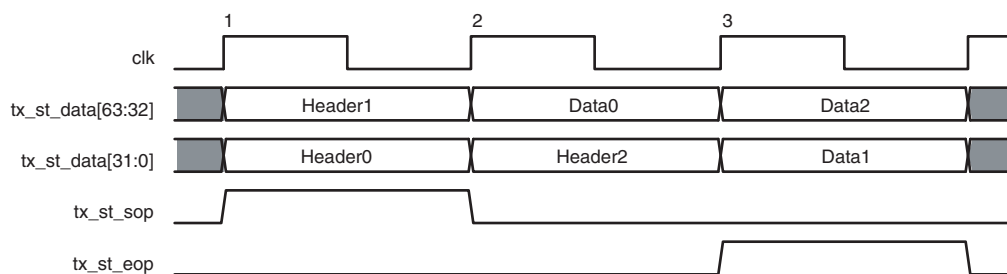 1 2 3
clk
tx_st_data[63:32] Header1 Data0 Data2
tx_st_data[31:0] Header0 Header2 Data1
tx_st_sop
tx_st_eop